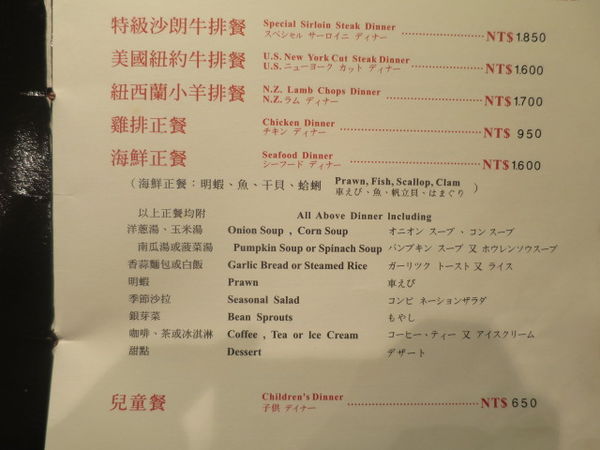 特級沙朗牛排餐 Special Sirloin Steak Dinner NT$ 1.850
スペシャル サーロイニ ディナー
美國紐約牛排餐 U.S. New York Cut Steak Dinner NT$ 1.600
U.S.ニューヨーク カット ディナー
紐西蘭小羊排餐 N.Z. Lamb Chops Dinner NT$ 1.700
N.Z.ラム ディナー
雞排正餐 Chicken Dinner NT$ 950
チキン ディナー
海鮮正餐 Seafood Dinner NT$ 1.600
シーフード ディナー
（海鮮正餐：明蝦、魚、干貝、蛤蜊 Prawn, Fish, Scallop, Clam
車えび、魚、帆立貝、はまぐり）
以上正餐均附 All Above Dinner Including
洋蔥湯、玉米湯 Onion Soup , Corn Soup オニオン スープ、コン スープ
南瓜湯或菠菜湯 Pumpkin Soup or Spinach Soup パンプキン スープ 又 ホウレンソウスープ
香蒜麵包或白飯 Garlic Bread or Steamed Rice ガーリツク トースト 又 ライス
明蝦 Prawn 車えび
季節沙拉 Seasonal Salad コンビ ネーションザラダ
銀芽菜 Bean Sprouts もやし
咖啡、茶或冰淇淋 Coffee , Tea or Ice Cream コーヒー・ティー 又 アイスクリーム
甜點 Dessert デザート
兒童餐 Children's Dinner NT$ 650
子供 デイナー